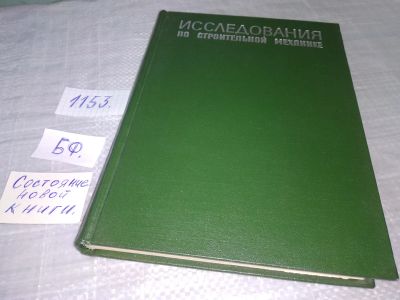 ИССЛЕДОВАНИЯ
ПО СТРОИТЕЛЬНОЙ МЕХАНИКЕ
1153.
БФ.
Состояние
новой
книги.